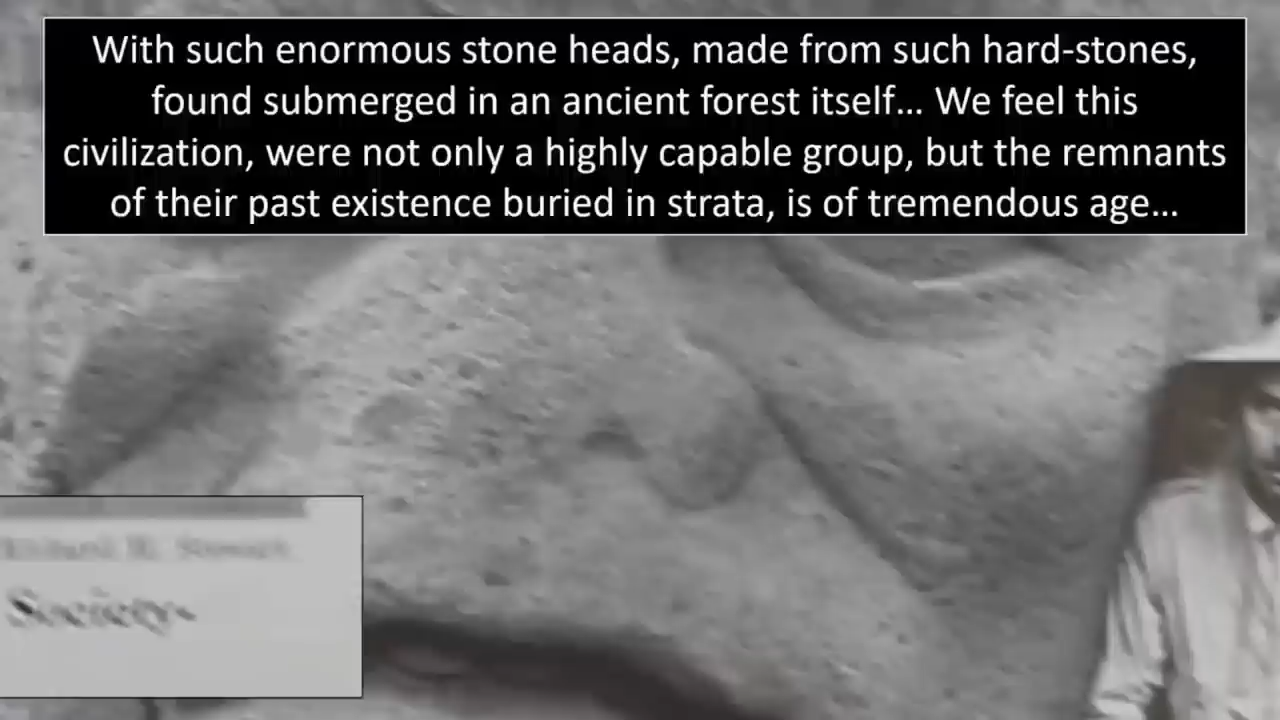 With such enormous stone heads, made from such hard-stones,
found submerged in an ancient forest itself... We feel this
civilization, were not only a highly capable group, but the remnants
of their past existence buried in strata, is of tremendous age...
Society